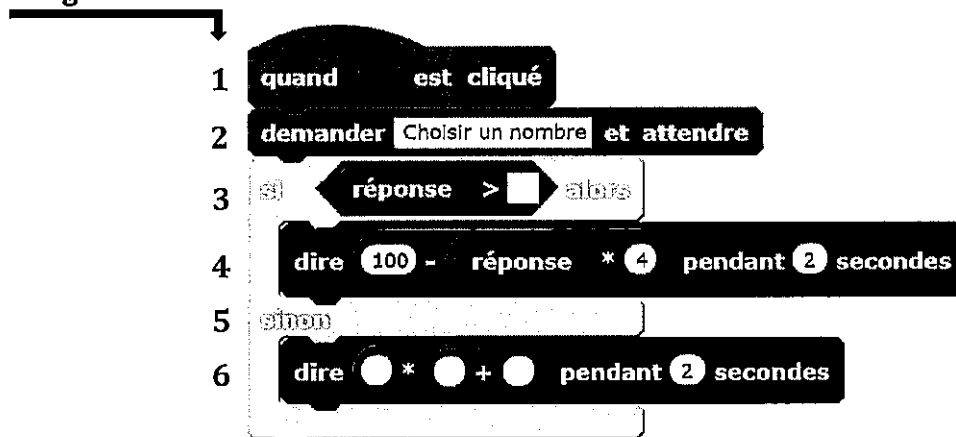 1 quand est cliqué
2 demander Choisir un nombre et attendre
3 si réponse > alors
4 dire 100 - réponse * 4 pendant 2 secondes
5 sinon
6 dire * + pendant 2 secondes